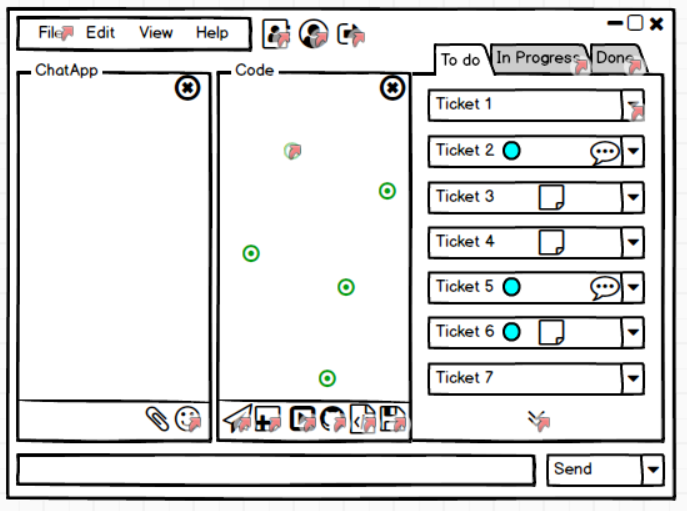 File Edit View Help
ChatApp
Code
To do In Progress Done
Ticket 1
Ticket 2
Ticket 3
Ticket 4
Ticket 5
Ticket 6
Ticket 7
Send